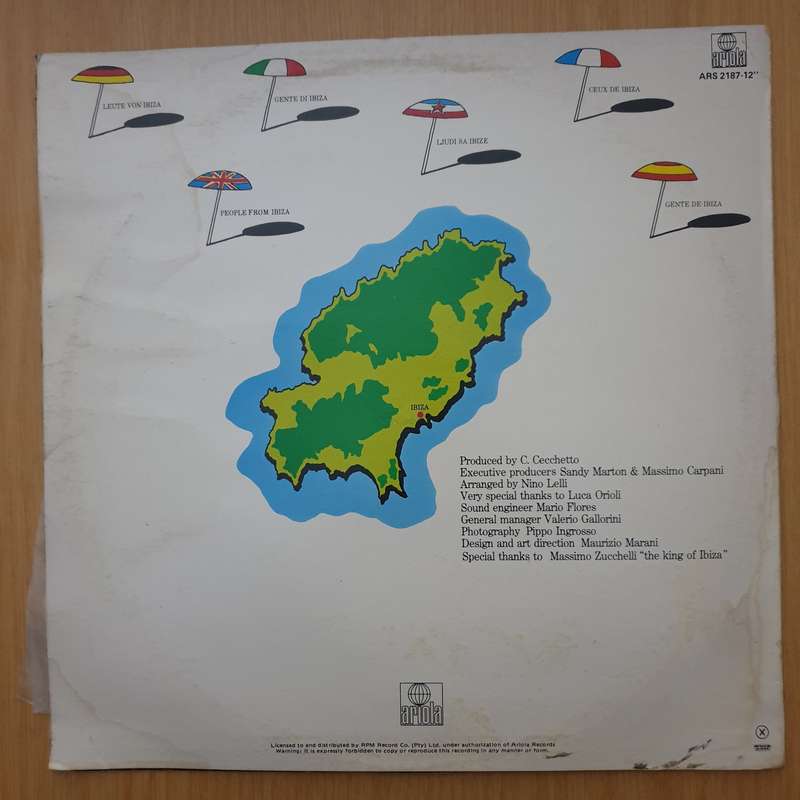 ariola
ARS 2187-12"
LEUTE VON IBIZA
GENTE DI IBIZA
LJUDI SA IBIZE
CEUX DE IBIZA
PEOPLE FROM IBIZA
GENTE DE IBIZA
IBIZA
Produced by C. Cecchetto
Executive producers Sandy Marton & Massimo Carpani
Arranged by Nino Lelli
Very special thanks to Luca Orioli
Sound engineer Mario Flores
General manager Valerio Gallorini
Photography Pippo Ingrosso
Design and art direction Maurizio Marani
Special thanks to Massimo Zucchelli "the king of Ibiza"
ariola
Licensed to and distributed by RPM Record Co. (Pty) Ltd. under authorization of Ariola Records
Warning: It is expressly forbidden to copy or reproduce this recording in any manner or form.
X